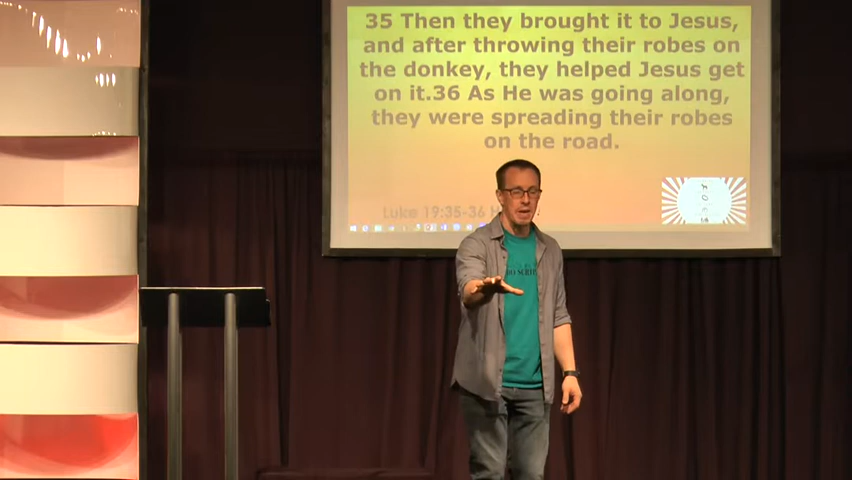 35 Then they brought it to Jesus,
and after throwing their robes on
the donkey, they helped Jesus get
on it.36 As He was going along,
they were spreading their robes
on the road.
Luke 19:35-36